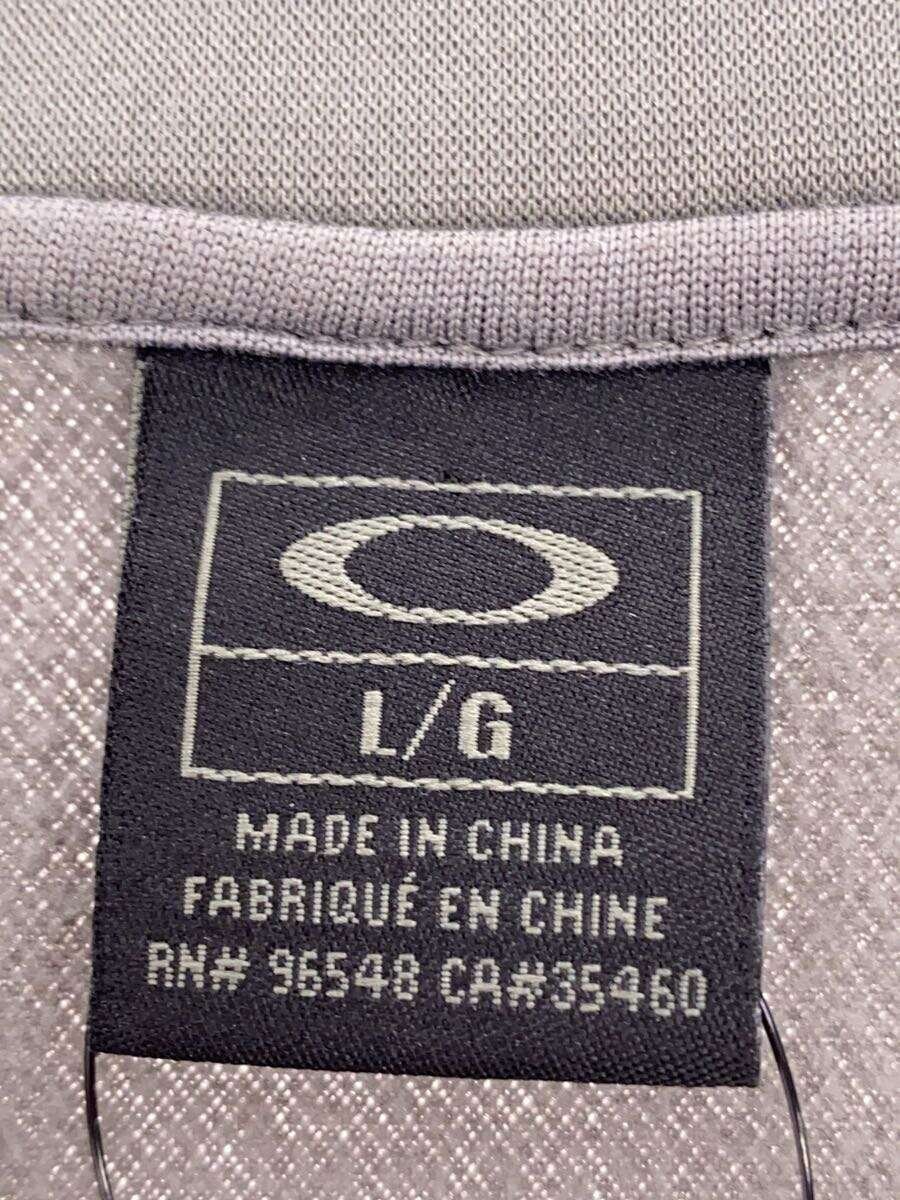 L/G
MADE IN CHINA
FABRIQUÉ EN CHINE
RN# 96548 CA#35460